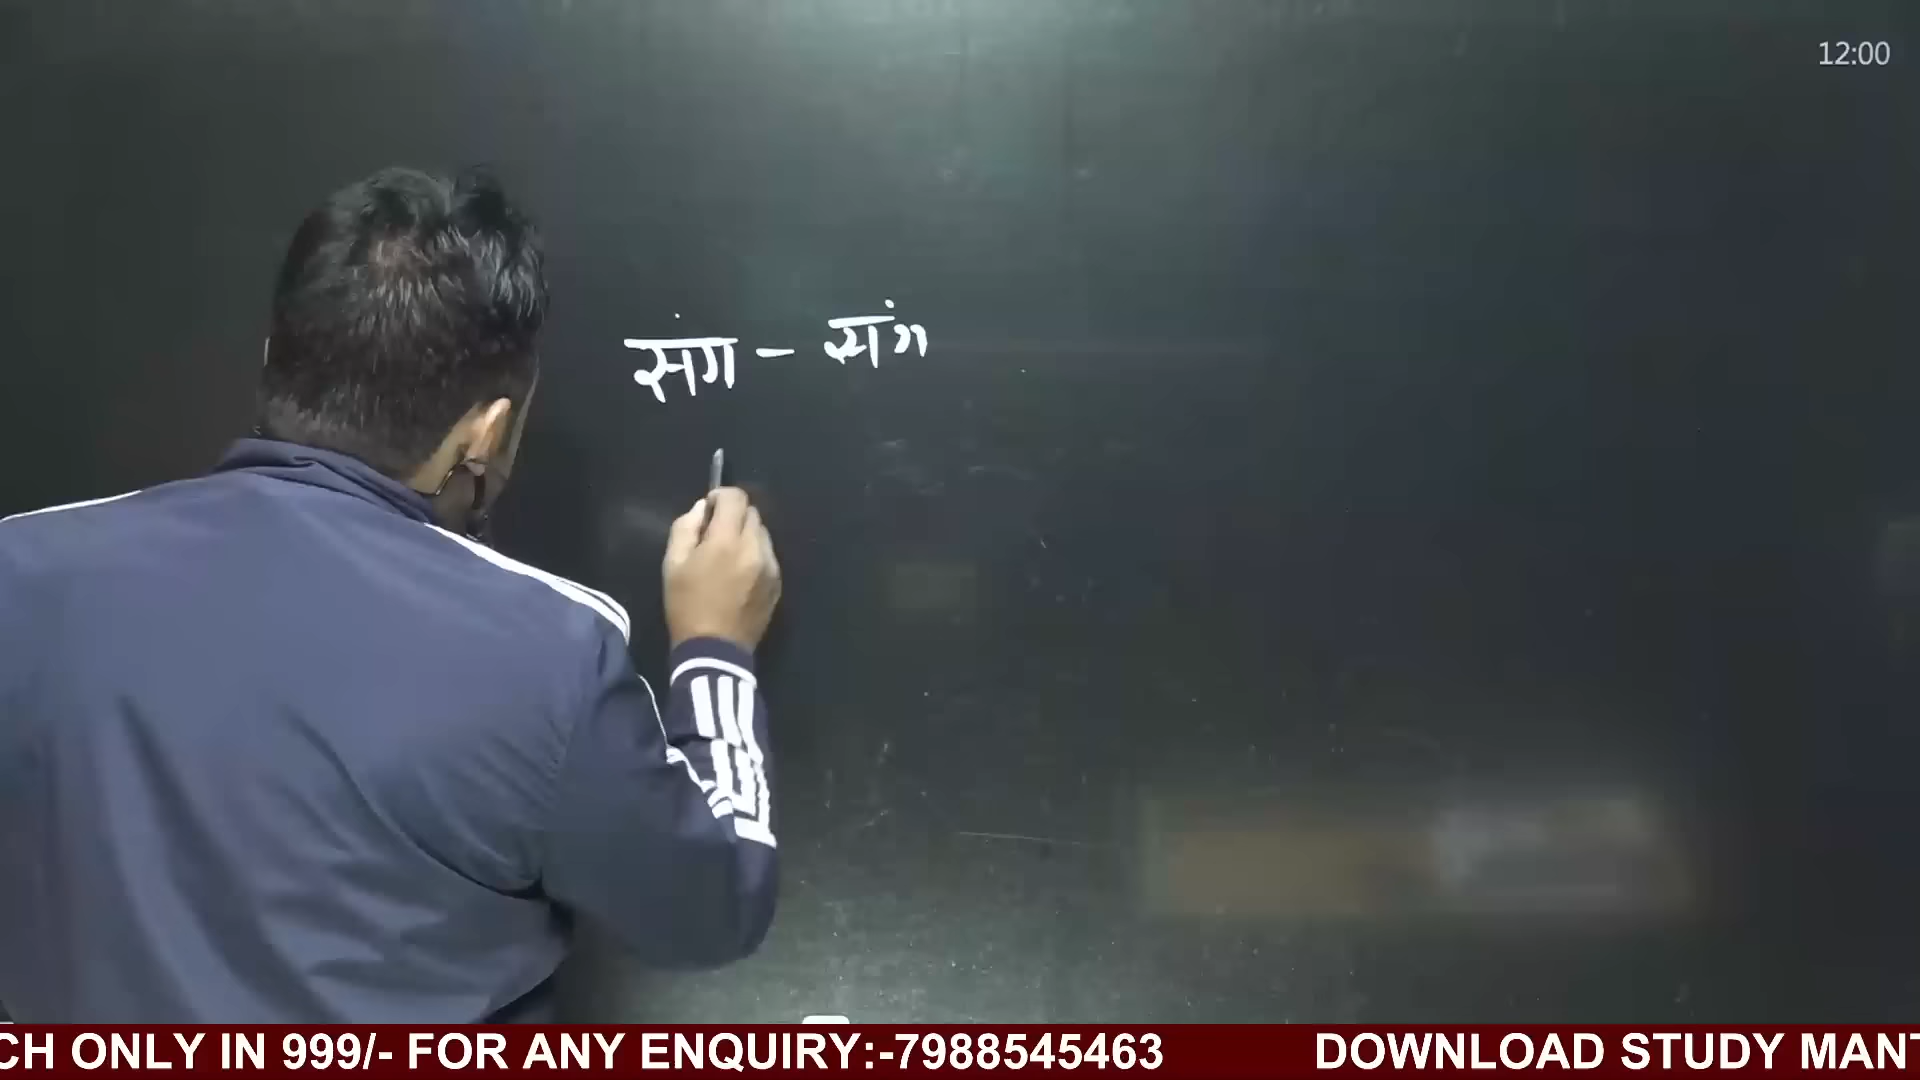 12:00
संग - संग
CH ONLY IN 999/- FOR ANY ENQUIRY:-7988545463 DOWNLOAD STUDY MANT